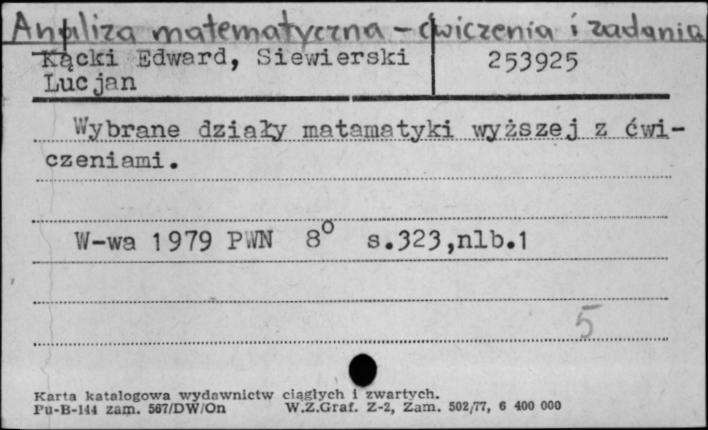 Analiza matematyczna - ćwiczenia i zadania
Kącki Edward, Siewierski
Lucjan
253925
Wybrane działy matamatyki wyższej z ćwi-
czeniami.
W-wa 1979 PWN 8° s.323,nlb.1
5
Karta katalogowa wydawnictw ciągłych i zwartych.
Pu-B-144 zam. 567/DW/On W.Z.Graf. Z-2, Zam. 502/77, 6 400 000